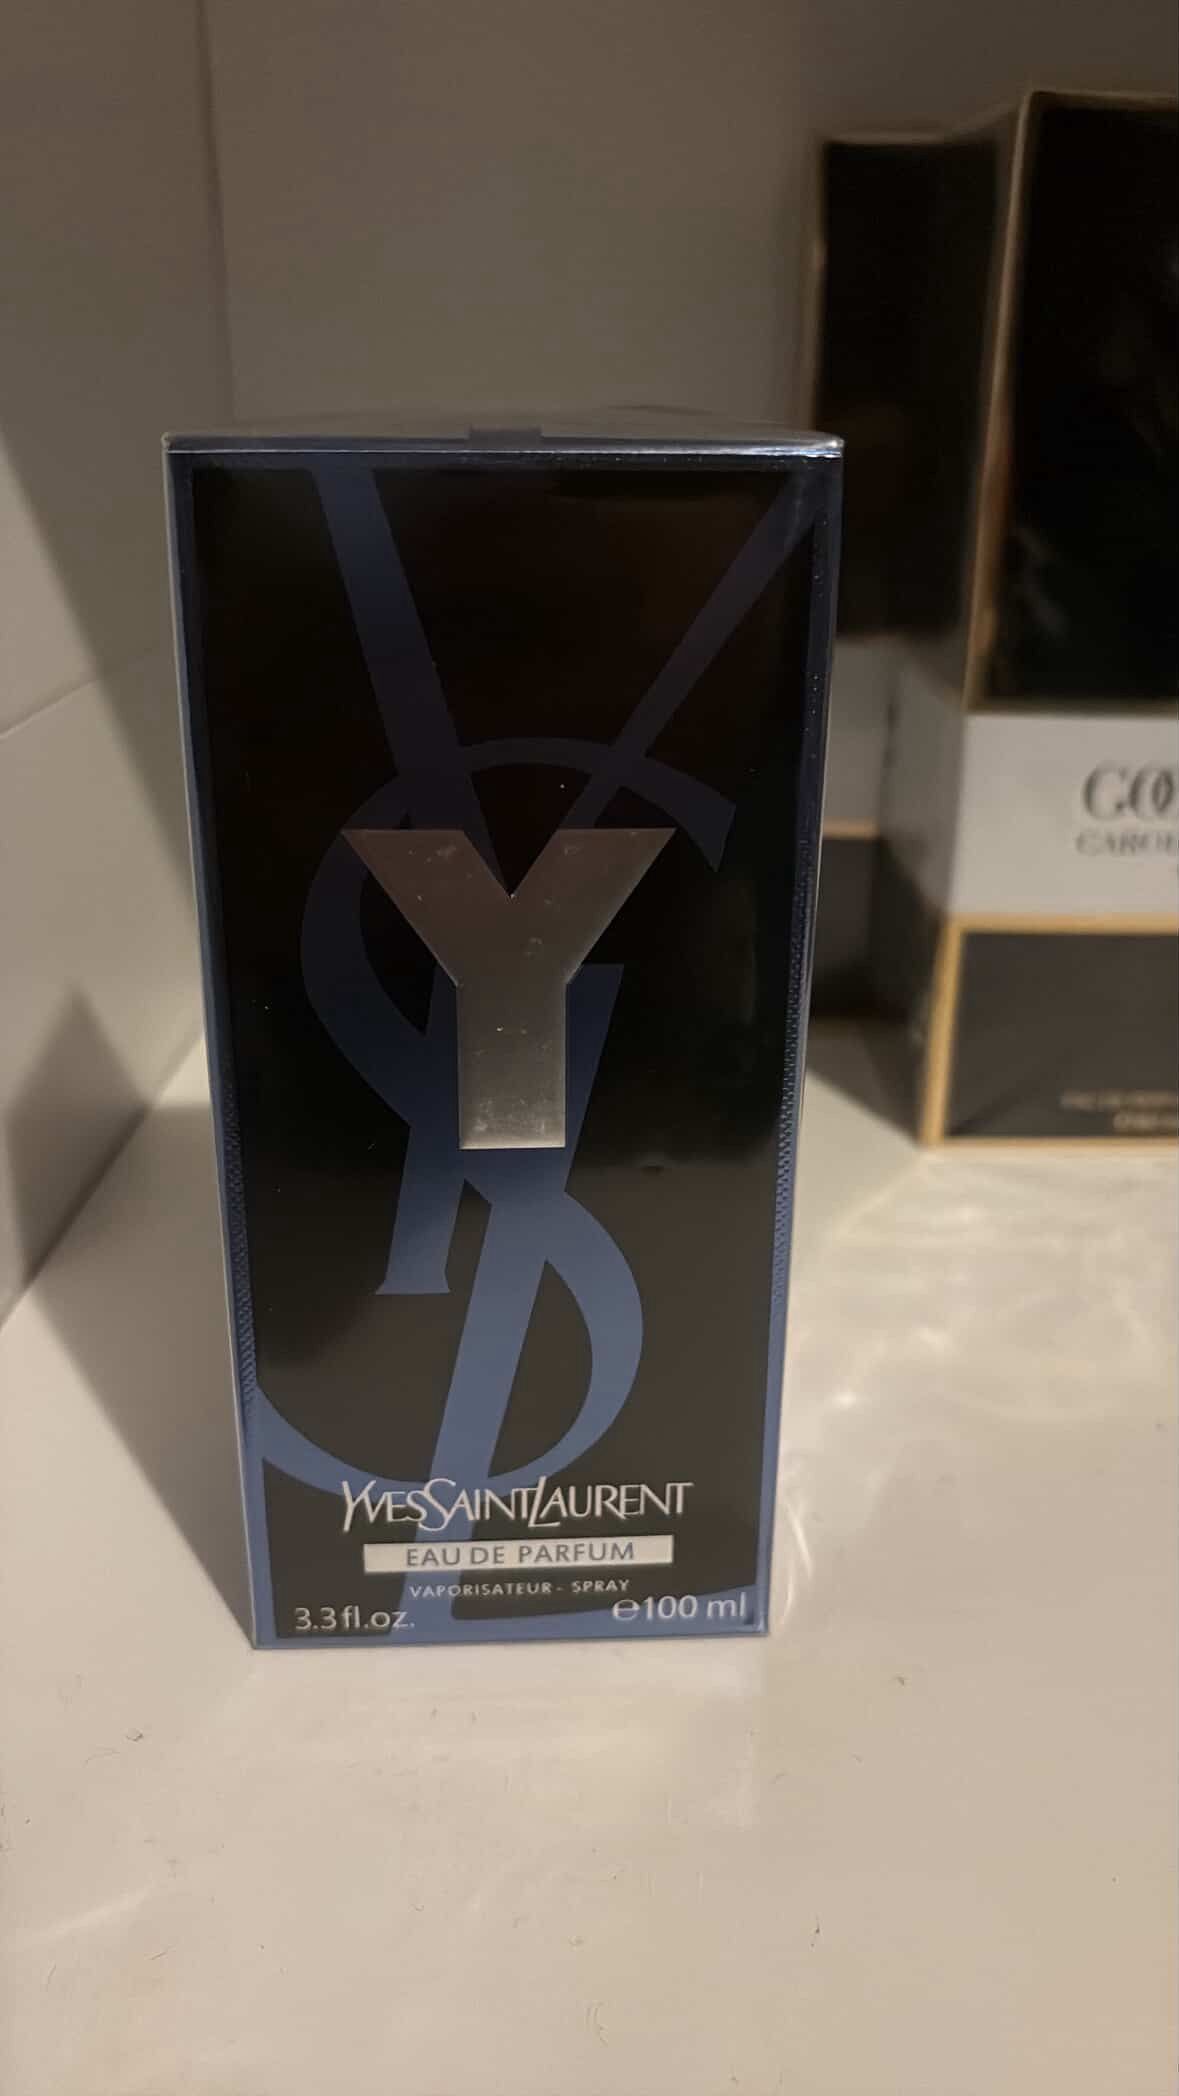 Y
YVESSAINTLAURENT
EAU DE PARFUM
VAPORISATEUR - SPRAY
3.3 fl.oz. ℮100 ml